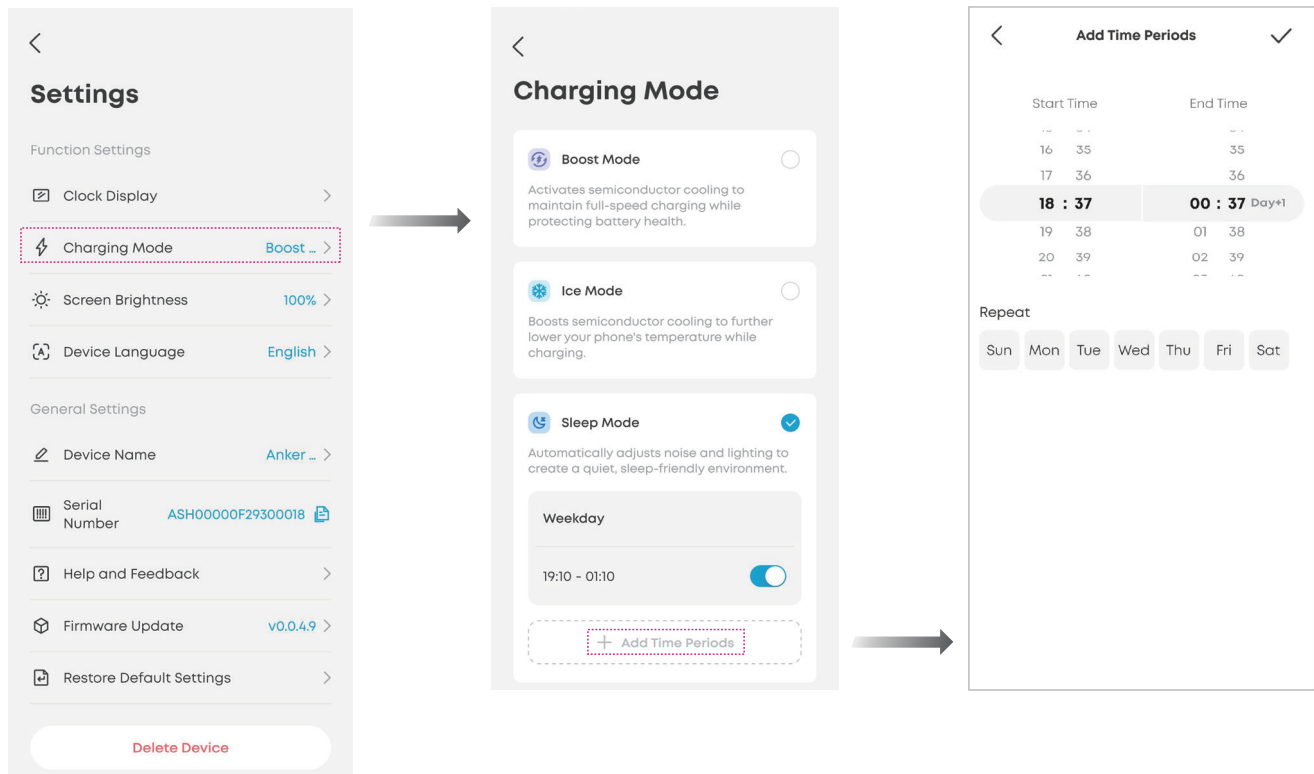 Settings
Function Settings
Clock Display
Charging Mode Boost ...
Screen Brightness 100%
Device Language English
General Settings
Device Name Anker ...
Serial
Number ASH00000F29300018
Help and Feedback
Firmware Update v0.0.4.9
Restore Default Settings
Delete Device
Charging Mode
Boost Mode
Activates semiconductor cooling to
maintain full-speed charging while
protecting battery health.
Ice Mode
Boosts semiconductor cooling to further
lower your phone's temperature while
charging.
Sleep Mode
Automatically adjusts noise and lighting to
create a quiet, sleep-friendly environment.
Weekday
19:10 - 01:10
+ Add Time Periods
Add Time Periods
Start Time End Time
16 35 35
17 36 36
18 : 37 00 : 37 Day+1
19 38 01 38
20 39 02 39
Repeat
Sun Mon Tue Wed Thu Fri Sat